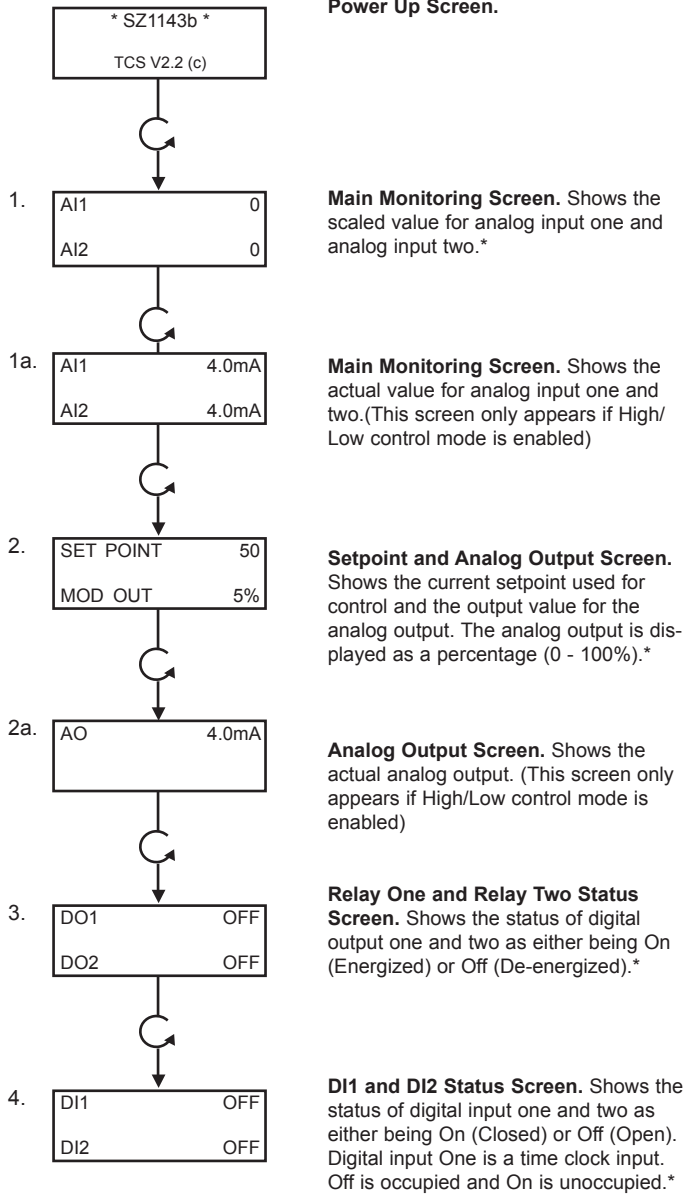 Power Up Screen.
* SZ1143b *
TCS V2.2 (c)
1.
AI1 0
AI2 0
Main Monitoring Screen. Shows the
scaled value for analog input one and
analog input two.*
1a.
AI1 4.0mA
AI2 4.0mA
Main Monitoring Screen. Shows the
actual value for analog input one and
two.(This screen only appears if High/
Low control mode is enabled)
2.
SET POINT 50
MOD OUT 5%
Setpoint and Analog Output Screen.
Shows the current setpoint used for
control and the output value for the
analog output. The analog output is dis-
played as a percentage (0 - 100%).*
2a.
AO 4.0mA
Analog Output Screen. Shows the
actual analog output. (This screen only
appears if High/Low control mode is
enabled)
3.
DO1 OFF
DO2 OFF
Relay One and Relay Two Status
Screen. Shows the status of digital
output one and two as either being On
(Energized) or Off (De-energized).*
4.
DI1 OFF
DI2 OFF
DI1 and DI2 Status Screen. Shows the
status of digital input one and two as
either being On (Closed) or Off (Open).
Digital input One is a time clock input.
Off is occupied and On is unoccupied.*